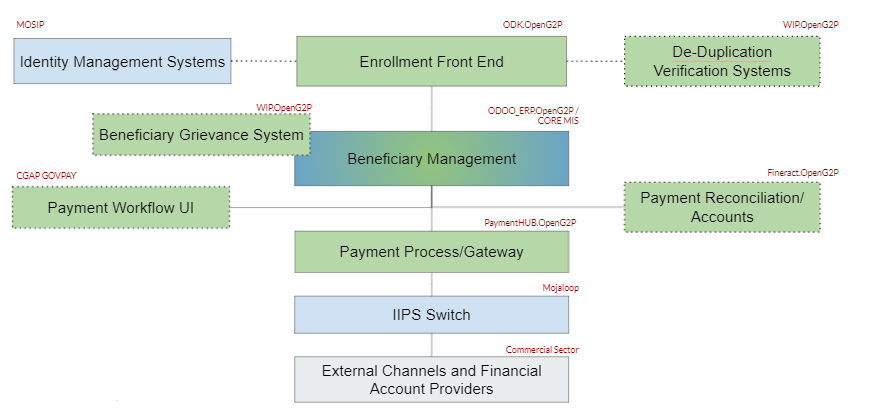 MOSIP
ODK.OpenG2P
WIP.OpenG2P
Identity Management Systems
Enrollment Front End
De-Duplication
Verification Systems
WIP.OpenG2P
ODOO_ERP.OpenG2P /
CORE MIS
Beneficiary Grievance System
Beneficiary Management
CGAP GOVPAY
Fineract.OpenG2P
Payment Workflow UI
Payment Reconciliation/
Accounts
PaymentHUB.OpenG2P
Payment Process/Gateway
Mojaloop
IIPS Switch
Commercial Sector
External Channels and Financial
Account Providers